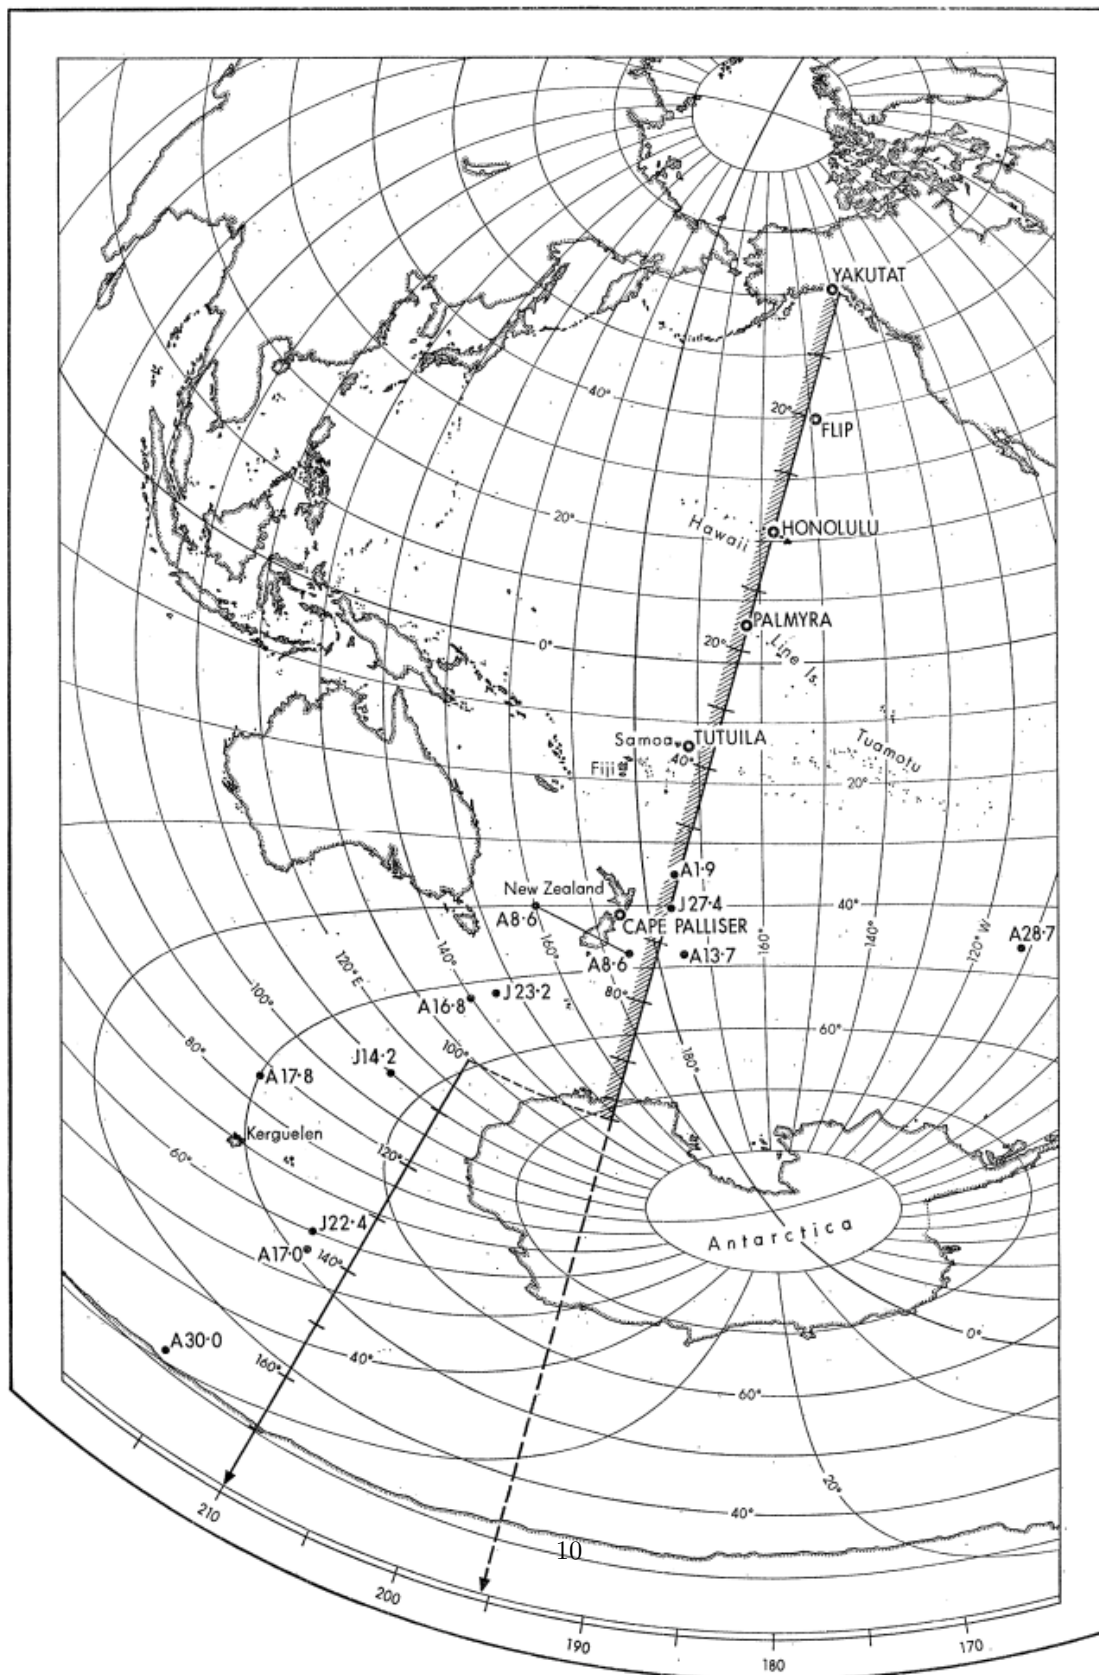 YAKUTAT
40°
20°
FLIP
20°
Hawaii
HONOLULU
PALMYRA
0°
20°
Line Is.
Samoa
TUTUILA
Fiji
40°
Tuamotu
20°
A1·9
New Zealand
J27·4
40°
A8·6
CAPE PALLISER
A28·7
160°
160°
140°
120° W
140°
A8·6
A13·7
120° E
100°
J23·2
80°
A16·8
60°
80°
J14·2
100°
180°
A17·8
Kerguelen
120°
60°
J22·4
Antarctica
A17·0
140°
0°
A30·0
40°
160°
60°
20°
40°
210
10
200
190
170
180